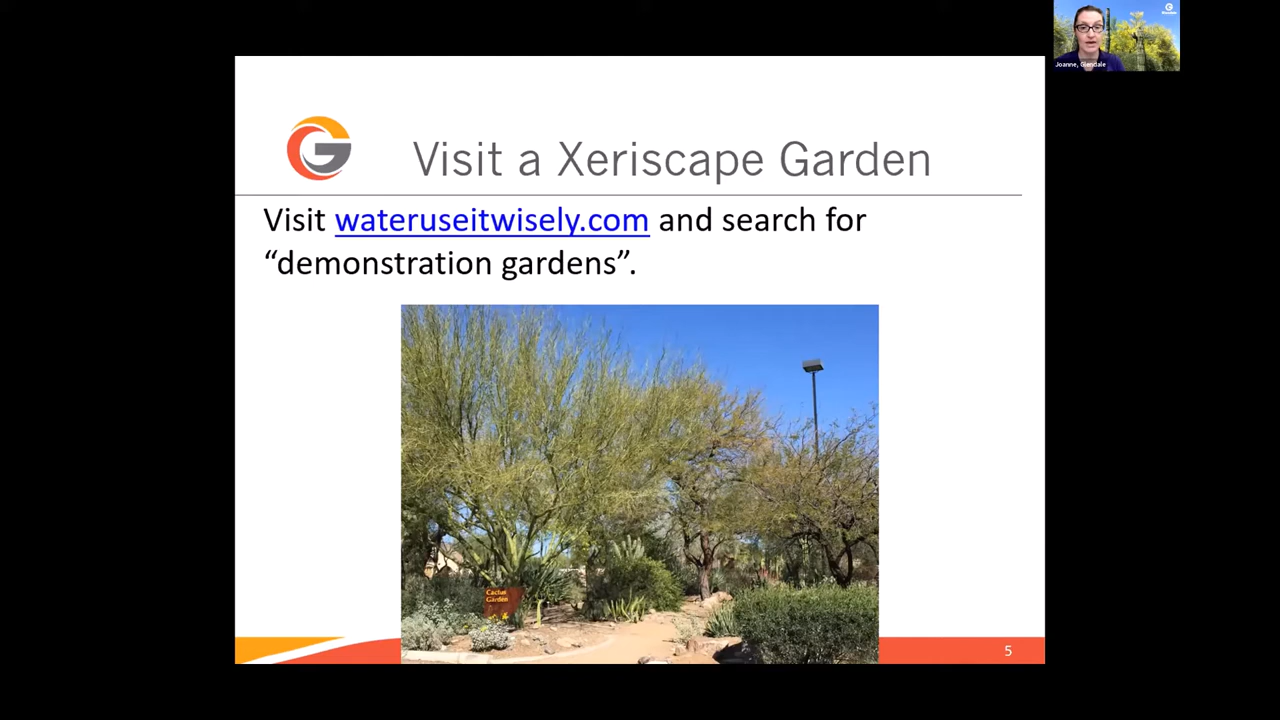 Joanne, Glendale
G Visit a Xeriscape Garden
Visit wateruseitwisely.com and search for
“demonstration gardens”.
Cactus
Garden
5